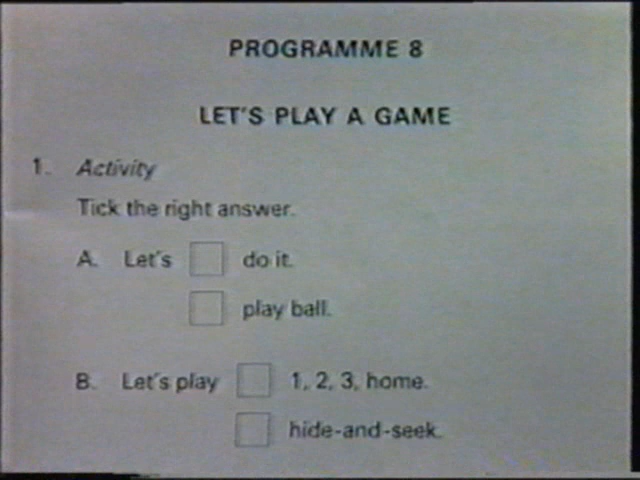 PROGRAMME 8
LET'S PLAY A GAME
1. Activity
Tick the right answer.
A. Let's do it.
play ball.
B. Let's play 1, 2, 3, home.
hide-and-seek.